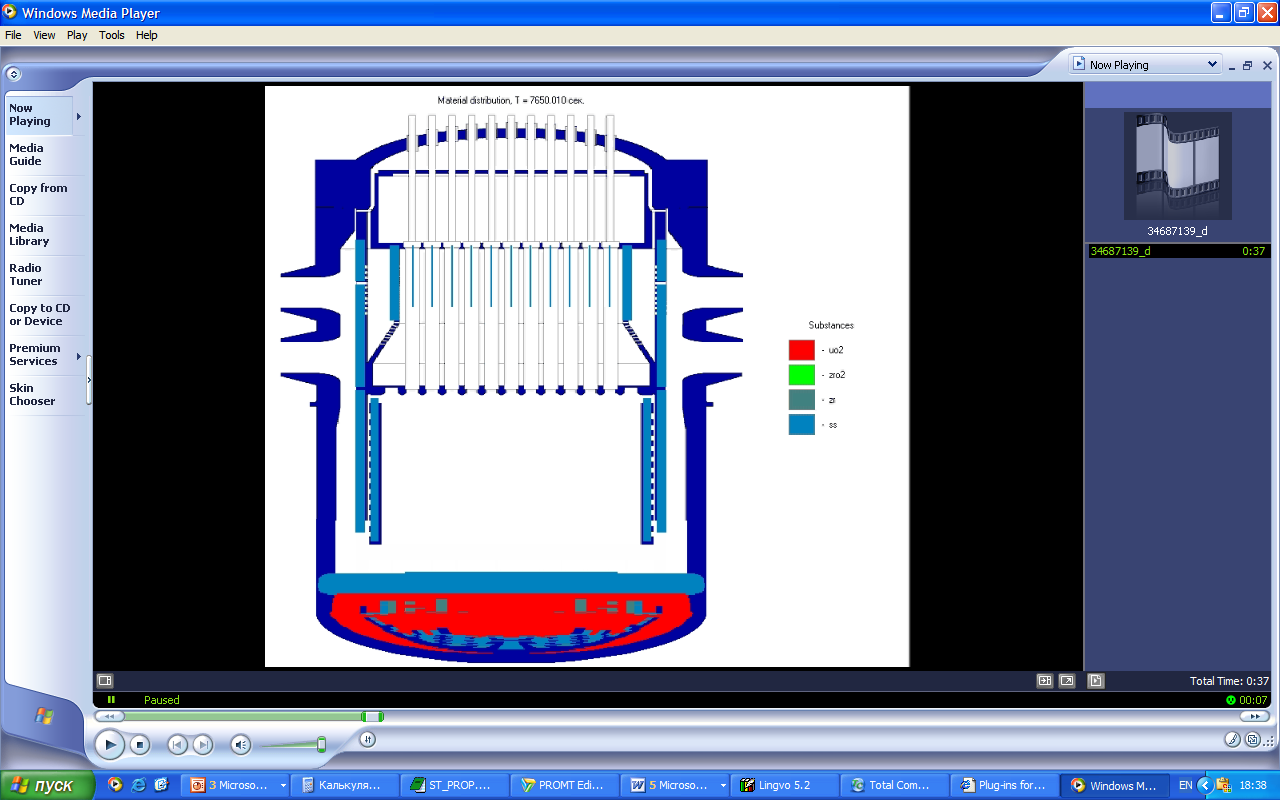 Windows Media Player
File View Play Tools Help
Now Playing
Now
Playing
Media
Guide
Copy from
CD
Media
Library
Radio
Tuner
Copy to CD
or Device
Premium
Services
Skin
Chooser
Material distribution, T = 7650.010 сек.
Substances
- uo2
- zro2
- zr
- ss
34687139_d
34687139_d 0:37
Total Time: 0:37
Paused 00:07
пуск 3 Microso... Калькуля... ST_PROP.... PROMT Edi... 5 Microso... Lingvo 5.2 Total Com... Plug-ins for... Windows M... EN 18:38